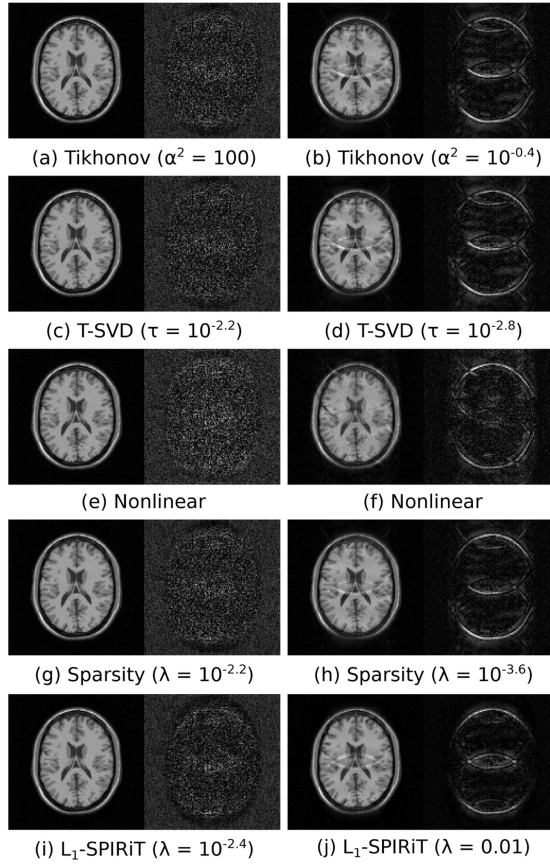 (a) Tikhonov (α² = 100)
(b) Tikhonov (α² = 10⁻⁰·⁴)
(c) T-SVD (τ = 10⁻²·²)
(d) T-SVD (τ = 10⁻²·⁸)
(e) Nonlinear
(f) Nonlinear
(g) Sparsity (λ = 10⁻²·²)
(h) Sparsity (λ = 10⁻³·⁶)
(i) L₁-SPIRiT (λ = 10⁻²·⁴)
(j) L₁-SPIRiT (λ = 0.01)